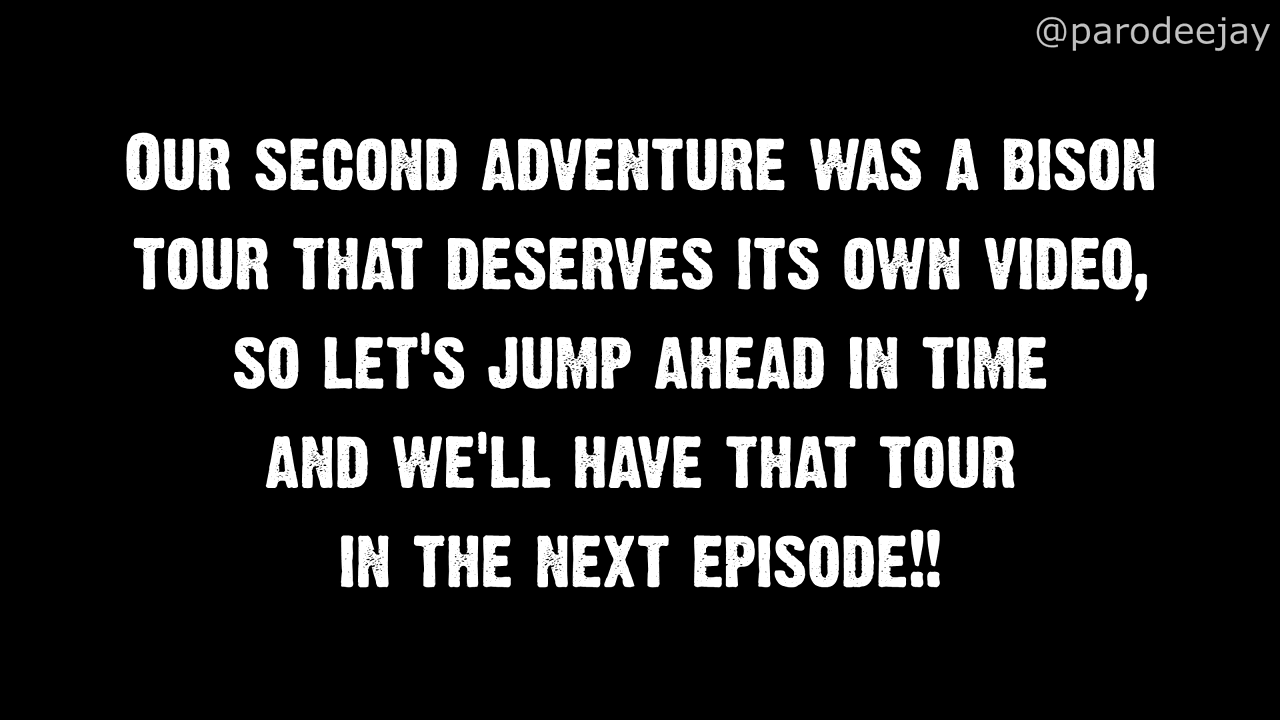 @parodeejay
Our second adventure was a bison
tour that deserves its own video,
so let's jump ahead in time
and we'll have that tour
in the next episode!!